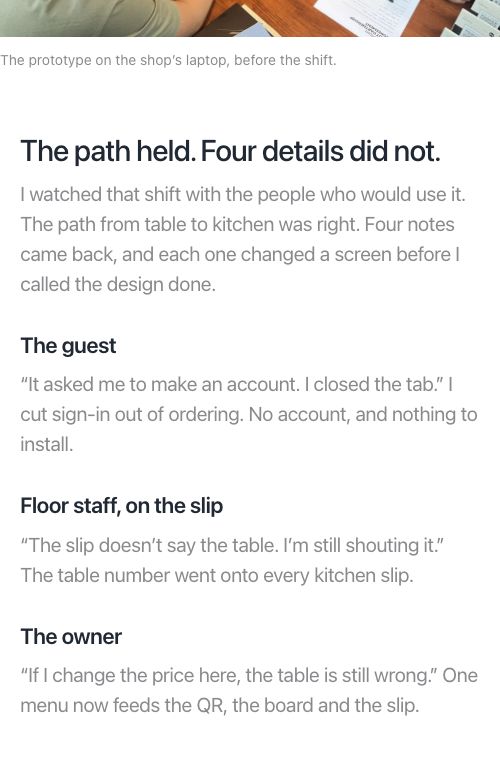 The prototype on the shop’s laptop, before the shift.
The path held. Four details did not.
I watched that shift with the people who would use it.
The path from table to kitchen was right. Four notes
came back, and each one changed a screen before I
called the design done.
The guest
“It asked me to make an account. I closed the tab.” I
cut sign-in out of ordering. No account, and nothing to
install.
Floor staff, on the slip
“The slip doesn’t say the table. I’m still shouting it.”
The table number went onto every kitchen slip.
The owner
“If I change the price here, the table is still wrong.” One
menu now feeds the QR, the board and the slip.